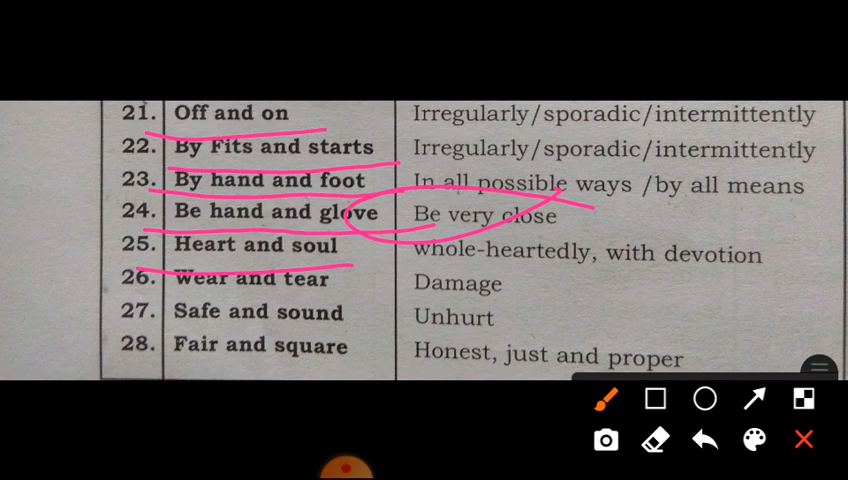 21. Off and on Irregularly/sporadic/intermittently
22. By Fits and starts Irregularly/sporadic/intermittently
23. By hand and foot In all possible ways /by all means
24. Be hand and glove Be very close
25. Heart and soul whole-heartedly, with devotion
26. Wear and tear Damage
27. Safe and sound Unhurt
28. Fair and square Honest, just and proper